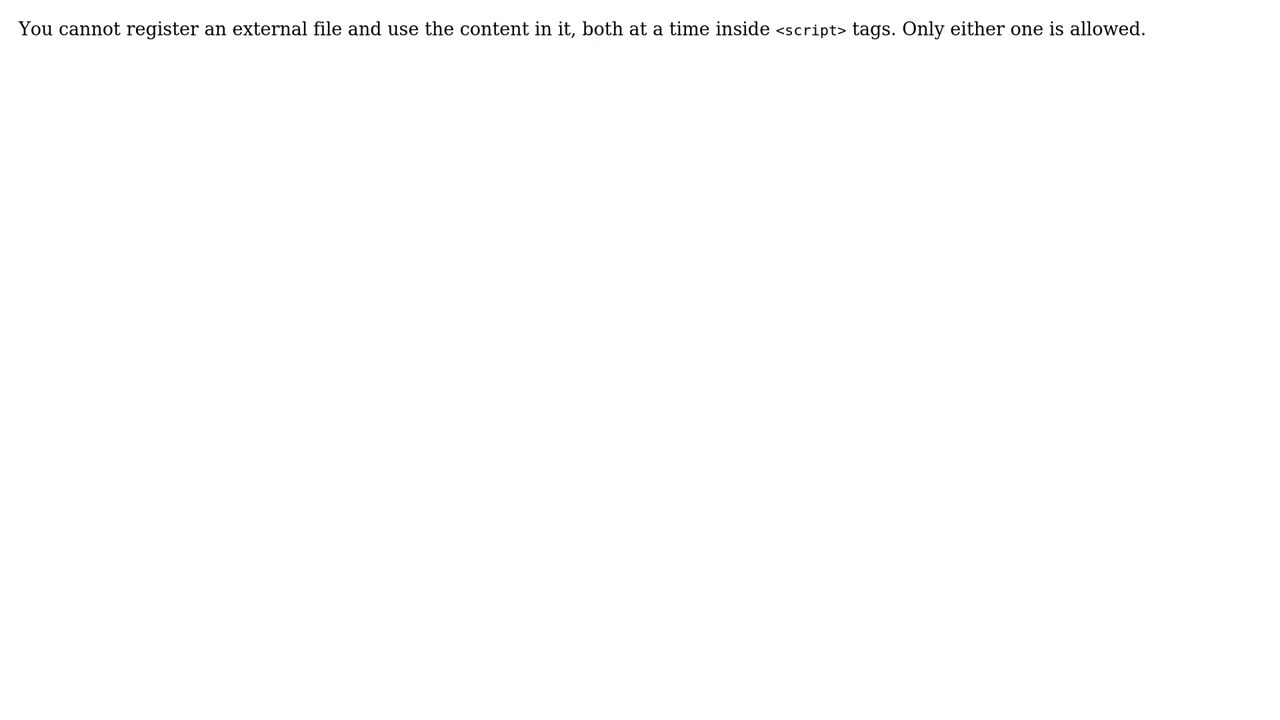 You cannot register an external file and use the content in it, both at a time inside <script> tags. Only either one is allowed.